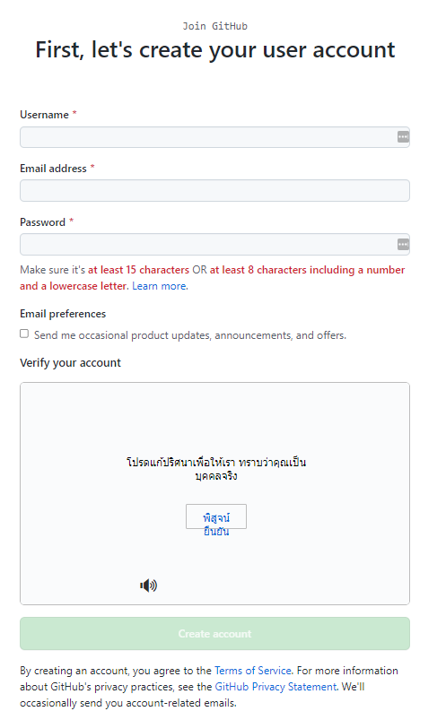 Join GitHub
First, let's create your user account
Username *
Email address *
Password *
Make sure it's at least 15 characters OR at least 8 characters including a number
and a lowercase letter. Learn more.
Email preferences
Send me occasional product updates, announcements, and offers.
Verify your account
โปรดแก้ปริศนาเพื่อให้เรา ทราบว่าคุณเป็น
บุคคลจริง
พิสูจน์
ยืนยัน
Create account
By creating an account, you agree to the Terms of Service. For more information
about GitHub's privacy practices, see the GitHub Privacy Statement. We'll
occasionally send you account-related emails.